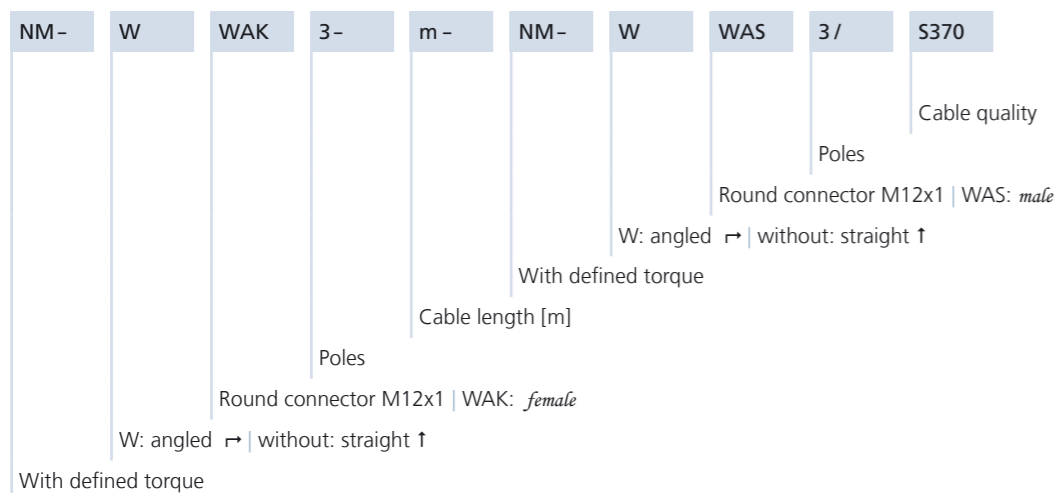 NM- W WAK 3- m- NM- W WAS 3/ S370
Cable quality
Poles
Round connector M12x1 | WAS: male
W: angled ↱ | without: straight ↑
With defined torque
Cable length [m]
Poles
Round connector M12x1 | WAK: female
W: angled ↱ | without: straight ↑
With defined torque